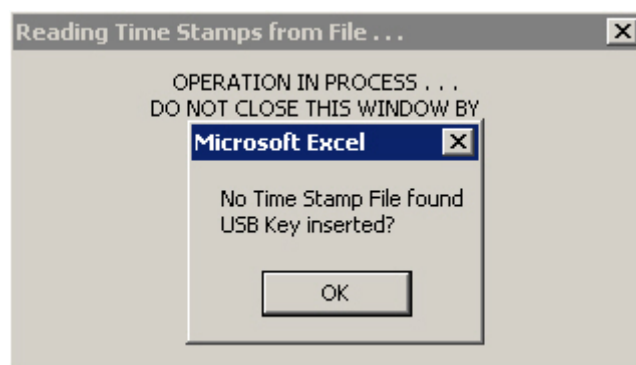 Reading Time Stamps from File . . .
OPERATION IN PROCESS . . .
DO NOT CLOSE THIS WINDOW BY
Microsoft Excel
No Time Stamp File found
USB Key inserted?
OK